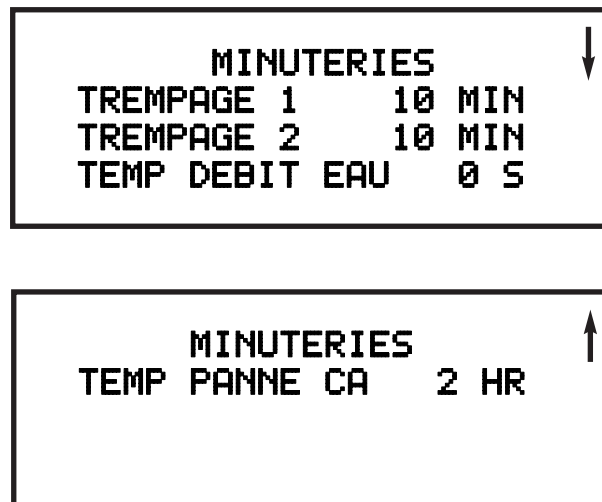 MINUTERIES
TREMPAGE 1 10 MIN
TREMPAGE 2 10 MIN
TEMP DEBIT EAU 0 S
MINUTERIES
TEMP PANNE CA 2 HR